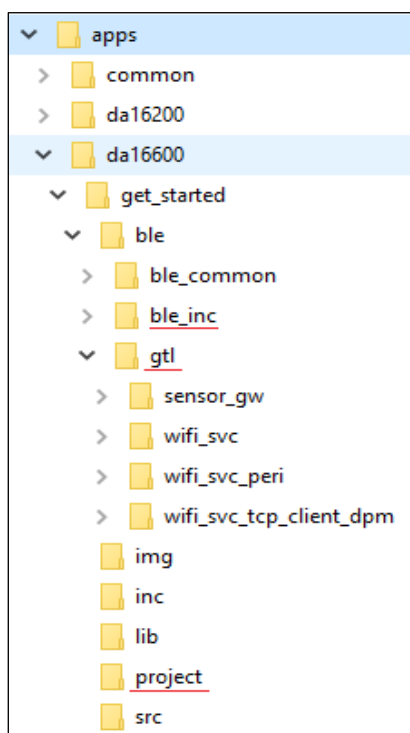 apps
common
da16200
da16600
get_started
ble
ble_common
ble_inc
gtl
sensor_gw
wifi_svc
wifi_svc_peri
wifi_svc_tcp_client_dpm
img
inc
lib
project
src